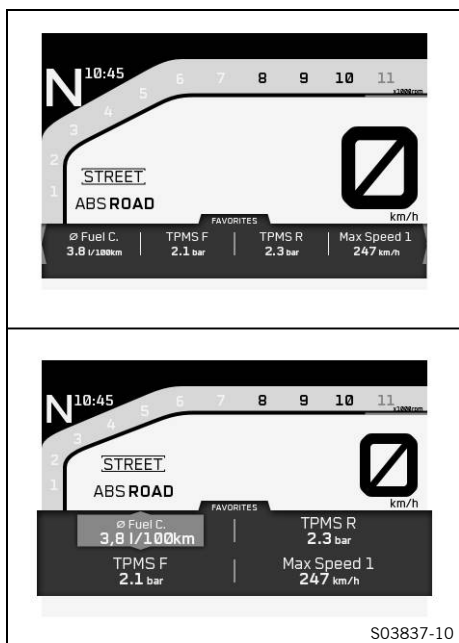 N 10:45
1 2 3 4 5 6 7 8 9 10 11
x1000rpm
STREET
ABS ROAD
0
km/h
FAVORITES
Ø Fuel C. TPMS F TPMS R Max Speed 1
3.8 l/100km 2.1 bar 2.3 bar 247 km/h
N 10:45
1 2 3 4 5 6 7 8 9 10 11
x1000rpm
STREET
ABS ROAD
0
km/h
FAVORITES
Ø Fuel C. TPMS R
3,8 l/100km 2.3 bar
TPMS F Max Speed 1
2.1 bar 247 km/h
S03837-10